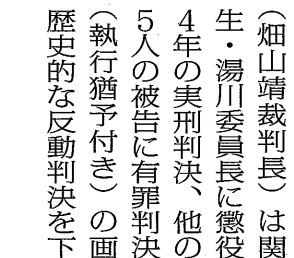 （畑山靖裁判長）は関
生・湯川委員長に懲役
４年の実刑判決、他の
５人の被告に有罪判決
（執行猶予付き）の画
歴史的な反動判決を下